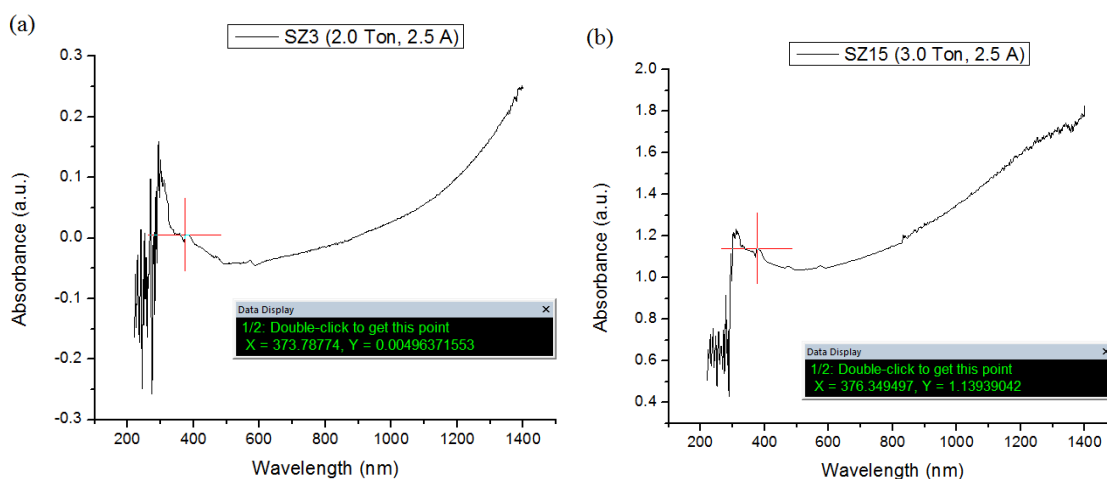 (a)
SZ3 (2.0 Ton, 2.5 A)
0.3
0.2
0.1
0.0
-0.1
-0.2
-0.3
Absorbance (a.u.)
200 400 600 800 1000 1200 1400
Wavelength (nm)
Data Display ×
1/2: Double-click to get this point
X = 373.78774, Y = 0.00496371553
(b)
SZ15 (3.0 Ton, 2.5 A)
2.0
1.8
1.6
1.4
1.2
1.0
0.8
0.6
0.4
Absorbance (a.u.)
200 400 600 800 1000 1200 1400
Wavelength (nm)
Data Display ×
1/2: Double-click to get this point
X = 376.349497, Y = 1.13939042